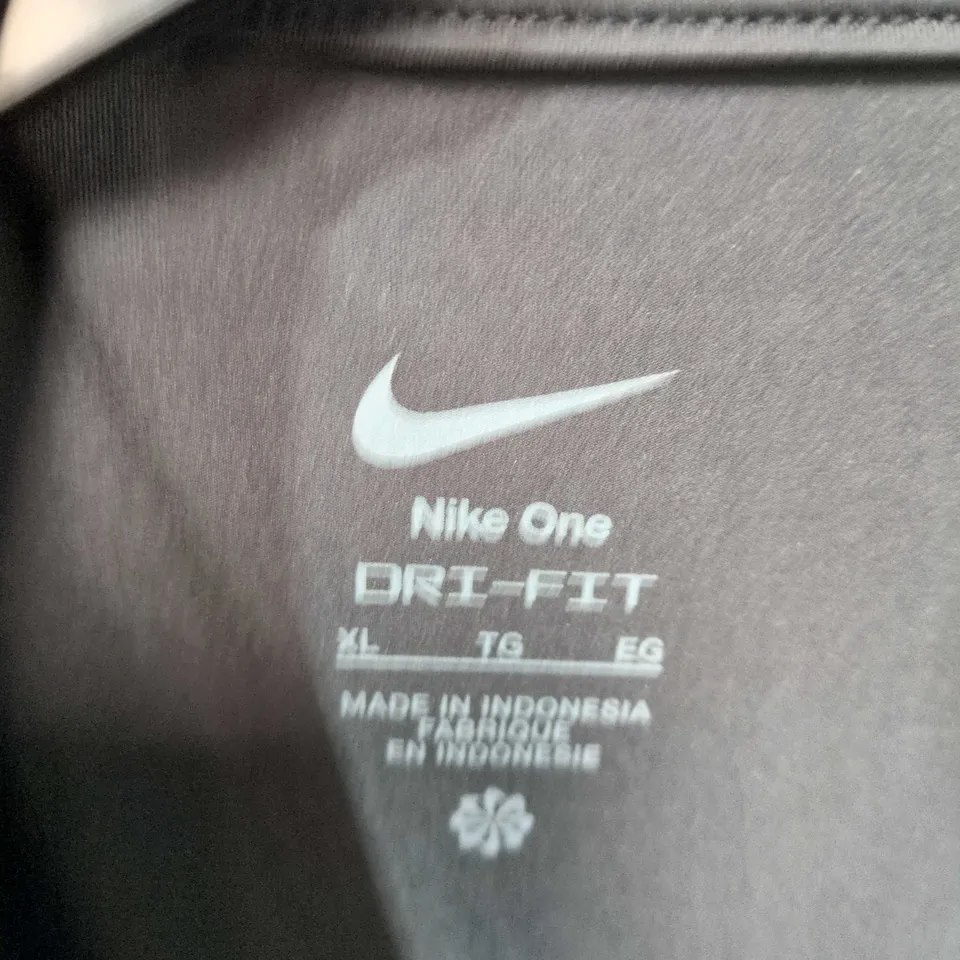 Nike One
DRI-FIT
XL TG EG
MADE IN INDONESIA
FABRIQUE
EN INDONESIE